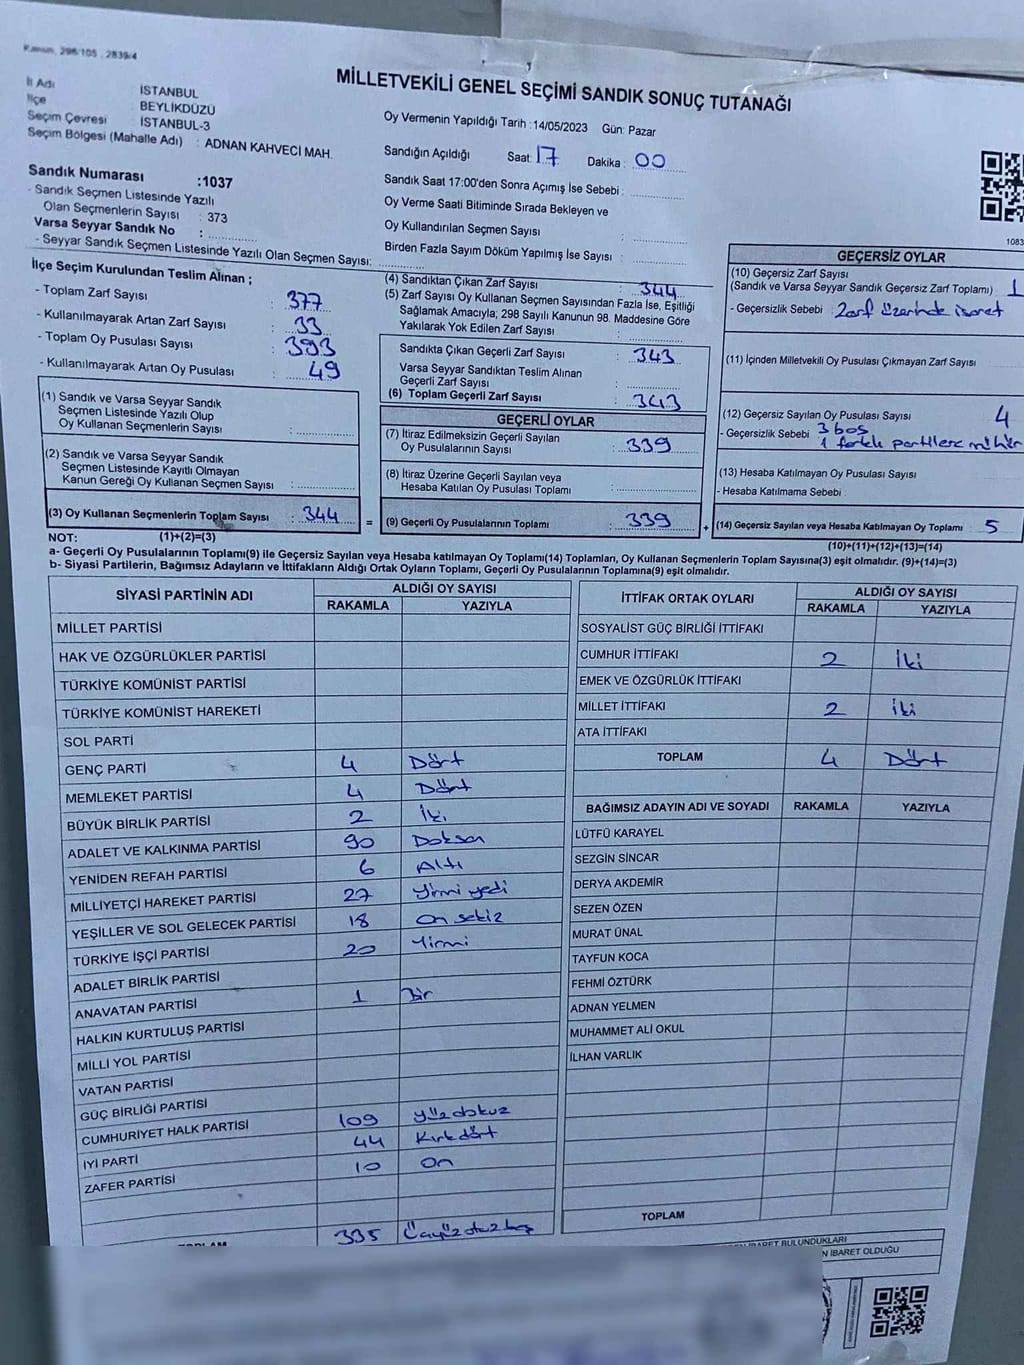 Kanun, 298/105 , 2839/4
MİLLETVEKİLİ GENEL SEÇİMİ SANDIK SONUÇ TUTANAĞI
İl Adı İSTANBUL
İlçe BEYLİKDÜZÜ
Seçim Çevresi İSTANBUL-3
Seçim Bölgesi (Mahalle Adı) : ADNAN KAHVECİ MAH.
Sandık Numarası :1037
- Sandık Seçmen Listesinde Yazılı
Olan Seçmenlerin Sayısı : 373
Varsa Seyyar Sandık No :
- Seyyar Sandık Seçmen Listesinde Yazılı Olan Seçmen Sayısı:
Oy Vermenin Yapıldığı Tarih :14/05/2023 Gün: Pazar
Sandığın Açıldığı Saat: 17 Dakika : 00
Sandık Saat 17:00'den Sonra Açımış İse Sebebi :
Oy Verme Saati Bitiminde Sırada Bekleyen ve
Oy Kullandırılan Seçmen Sayısı :
Birden Fazla Sayım Döküm Yapılmış İse Sayısı :
1083
İlçe Seçim Kurulundan Teslim Alınan ;
- Toplam Zarf Sayısı : 377
- Kullanılmayarak Artan Zarf Sayısı : 33
- Toplam Oy Pusulası Sayısı : 393
- Kullanılmayarak Artan Oy Pusulası : 49
(1) Sandık ve Varsa Seyyar Sandık
Seçmen Listesinde Yazılı Olup
Oy Kullanan Seçmenlerin Sayısı :
(2) Sandık ve Varsa Seyyar Sandık
Seçmen Listesinde Kayıtlı Olmayan
Kanun Gereği Oy Kullanan Seçmen Sayısı :
(3) Oy Kullanan Seçmenlerin Toplam Sayısı : 344
(4) Sandıktan Çıkan Zarf Sayısı : 344
(5) Zarf Sayısı Oy Kullanan Seçmen Sayısından Fazla İse, Eşitliği
Sağlamak Amacıyla; 298 Sayılı Kanunun 98. Maddesine Göre
Yakılarak Yok Edilen Zarf Sayısı :
Sandıkta Çıkan Geçerli Zarf Sayısı : 343
Varsa Seyyar Sandıktan Teslim Alınan
Geçerli Zarf Sayısı :
(6) Toplam Geçerli Zarf Sayısı : 343
GEÇERLİ OYLAR
(7) İtiraz Edilmeksizin Geçerli Sayılan
Oy Pusulalarının Sayısı : 339
(8) İtiraz Üzerine Geçerli Sayılan veya
Hesaba Katılan Oy Pusulası Toplamı :
= (9) Geçerli Oy Pusulalarının Toplamı : 339
GEÇERSİZ OYLAR
(10) Geçersiz Zarf Sayısı
(Sandık ve Varsa Seyyar Sandık Geçersiz Zarf Toplamı) : 1
- Geçersizlik Sebebi : Zarf üzerinde isaret
(11) İçinden Milletvekili Oy Pusulası Çıkmayan Zarf Sayısı
(12) Geçersiz Sayılan Oy Pusulası Sayısı 4
- Geçersizlik Sebebi 3 boş
1 farklı partilere mühür
(13) Hesaba Katılmayan Oy Pusulası Sayısı :
- Hesaba Katılmama Sebebi :
+ (14) Geçersiz Sayılan veya Hesaba Katılmayan Oy Toplamı : 5
NOT: (1)+(2)=(3)
(10)+(11)+(12)+(13)=(14)
a- Geçerli Oy Pusulalarının Toplamı(9) ile Geçersiz Sayılan veya Hesaba katılmayan Oy Toplamı(14) Toplamları, Oy Kullanan Seçmenlerin Toplam Sayısına(3) eşit olmalıdır. (9)+(14)=(3)
b- Siyasi Partilerin, Bağımsız Adayların ve İttifakların Aldığı Ortak Oyların Toplamı, Geçerli Oy Pusulalarının Toplamına(9) eşit olmalıdır.
SİYASİ PARTİNİN ADI ALDIĞI OY SAYISI
RAKAMLA YAZIYLA
MİLLET PARTİSİ
HAK VE ÖZGÜRLÜKLER PARTİSİ
TÜRKİYE KOMÜNİST PARTİSİ
TÜRKİYE KOMÜNİST HAREKETİ
SOL PARTİ
GENÇ PARTİ 4 Dört
MEMLEKET PARTİSİ 4 Dört
BÜYÜK BİRLİK PARTİSİ 2 İki
ADALET VE KALKINMA PARTİSİ 90 Doksan
YENİDEN REFAH PARTİSİ 6 Altı
MİLLİYETÇİ HAREKET PARTİSİ 27 Yirmi yedi
YEŞİLLER VE SOL GELECEK PARTİSİ 18 on sekiz
TÜRKİYE İŞÇİ PARTİSİ 20 Yirmi
ADALET BİRLİK PARTİSİ
ANAVATAN PARTİSİ 1 Bir
HALKIN KURTULUŞ PARTİSİ
MİLLİ YOL PARTİSİ
VATAN PARTİSİ
GÜÇ BİRLİĞİ PARTİSİ
CUMHURİYET HALK PARTİSİ 109 yüz dokuz
İYİ PARTİ 44 Kırk dört
ZAFER PARTİSİ 10 On
335 Üçyüz otuz beş
İTTİFAK ORTAK OYLARI ALDIĞI OY SAYISI
RAKAMLA YAZIYLA
SOSYALİST GÜÇ BİRLİĞİ İTTİFAKI
CUMHUR İTTİFAKI 2 İki
EMEK VE ÖZGÜRLÜK İTTİFAKI
MİLLET İTTİFAKI 2 İki
ATA İTTİFAKI
TOPLAM 4 Dört
BAĞIMSIZ ADAYIN ADI VE SOYADI RAKAMLA YAZIYLA
LÜTFÜ KARAYEL
SEZGİN SİNCAR
DERYA AKDEMİR
SEZEN ÖZEN
MURAT ÜNAL
TAYFUN KOCA
FEHMİ ÖZTÜRK
ADNAN YELMEN
MUHAMMET ALİ OKUL
İLHAN VARLIK
TOPLAM
İBARET BULUNDUKLARI
N İBARET OLDUĞU